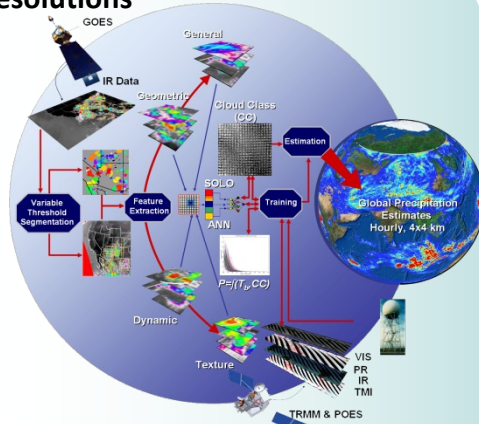 esolutions
GOES
IR Data
General
Geometric
Cloud Class
(CC)
Estimation
Variable
Threshold
Segmentation
Feature
Extraction
SOLO
ANN
Training
Global Precipitation
Estimates
Hourly, 4x4 km
P=f(Tb,CC)
Dynamic
Texture
VIS
PR
IR
TMI
TRMM & POES